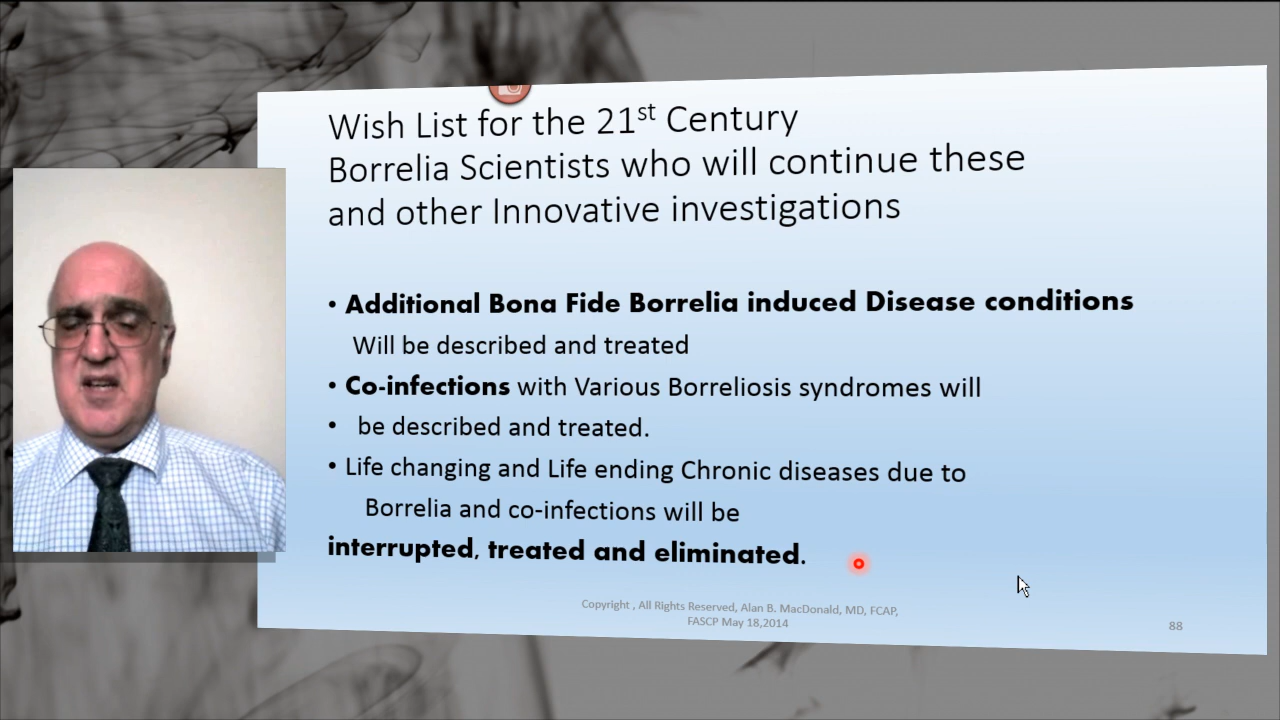 Wish List for the 21st Century
Borrelia Scientists who will continue these
and other Innovative investigations
• Additional Bona Fide Borrelia induced Disease conditions
Will be described and treated
• Co-infections with Various Borreliosis syndromes will
• be described and treated.
• Life changing and Life ending Chronic diseases due to
Borrelia and co-infections will be
interrupted, treated and eliminated.
Copyright , All Rights Reserved, Alan B. MacDonald, MD, FCAP,
FASCP May 18,2014
88